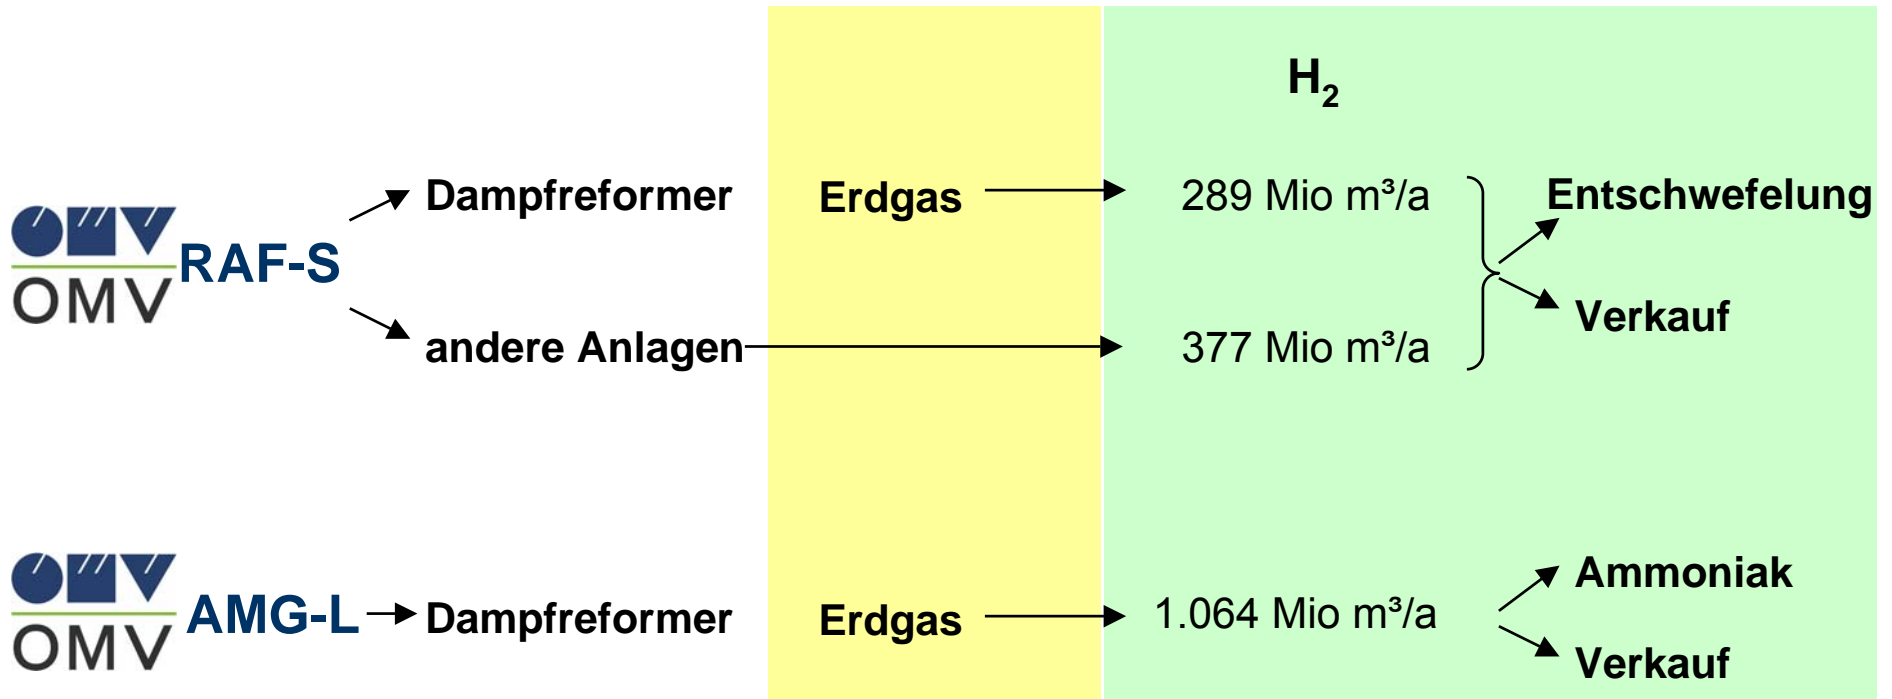 H₂
Dampfreformer Erdgas 289 Mio m³/a Entschwefelung
OMV RAF-S
Verkauf
andere Anlagen 377 Mio m³/a
Ammoniak
OMV AMG-L Dampfreformer Erdgas 1.064 Mio m³/a
Verkauf